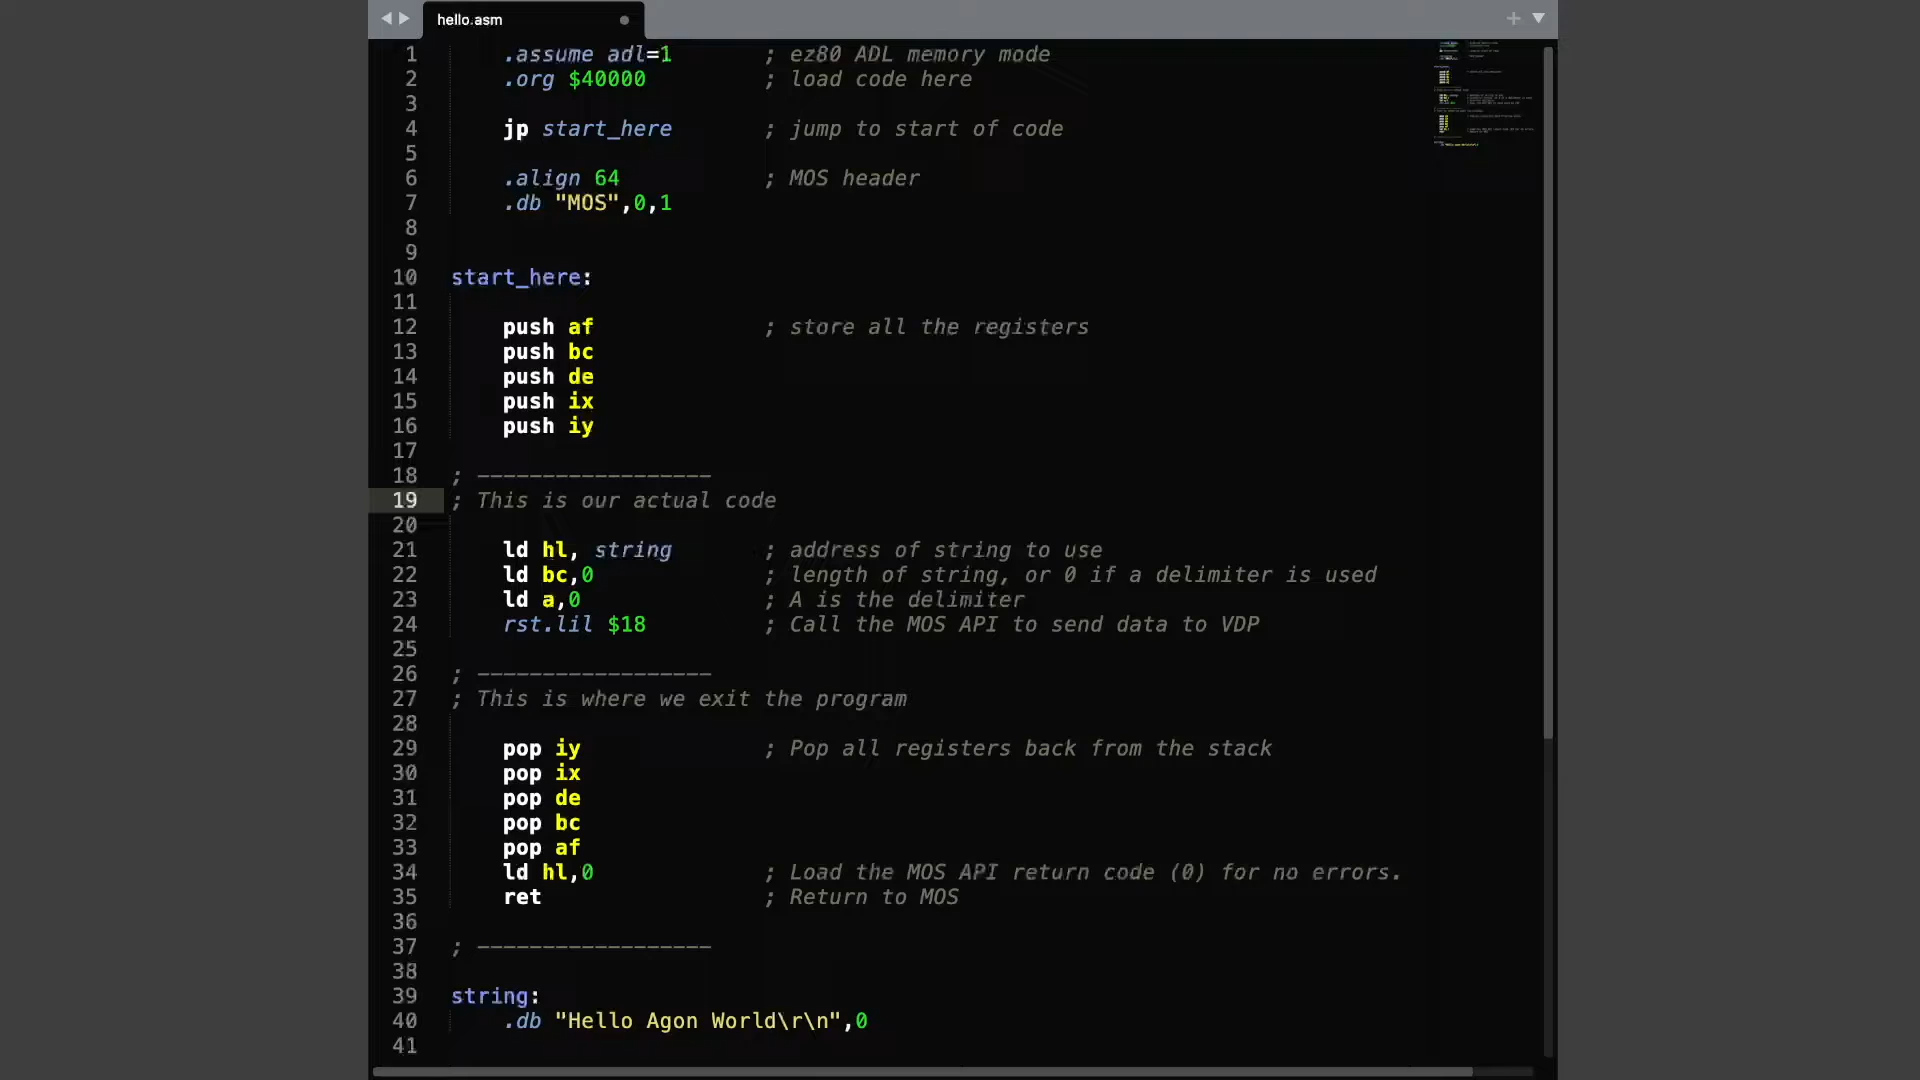 hello.asm
1 .assume adl=1 ; ez80 ADL memory mode
2 .org $40000 ; load code here
3
4 jp start_here ; jump to start of code
5
6 .align 64 ; MOS header
7 .db "MOS",0,1
8
9
10 start_here:
11
12 push af ; store all the registers
13 push bc
14 push de
15 push ix
16 push iy
17
18 ; ------------------
19 ; This is our actual code
20
21 ld hl, string ; address of string to use
22 ld bc,0 ; length of string, or 0 if a delimiter is used
23 ld a,0 ; A is the delimiter
24 rst.lil $18 ; Call the MOS API to send data to VDP
25
26 ; ------------------
27 ; This is where we exit the program
28
29 pop iy ; Pop all registers back from the stack
30 pop ix
31 pop de
32 pop bc
33 pop af
34 ld hl,0 ; Load the MOS API return code (0) for no errors.
35 ret ; Return to MOS
36
37 ; ------------------
38
39 string:
40 .db "Hello Agon World\r\n",0
41